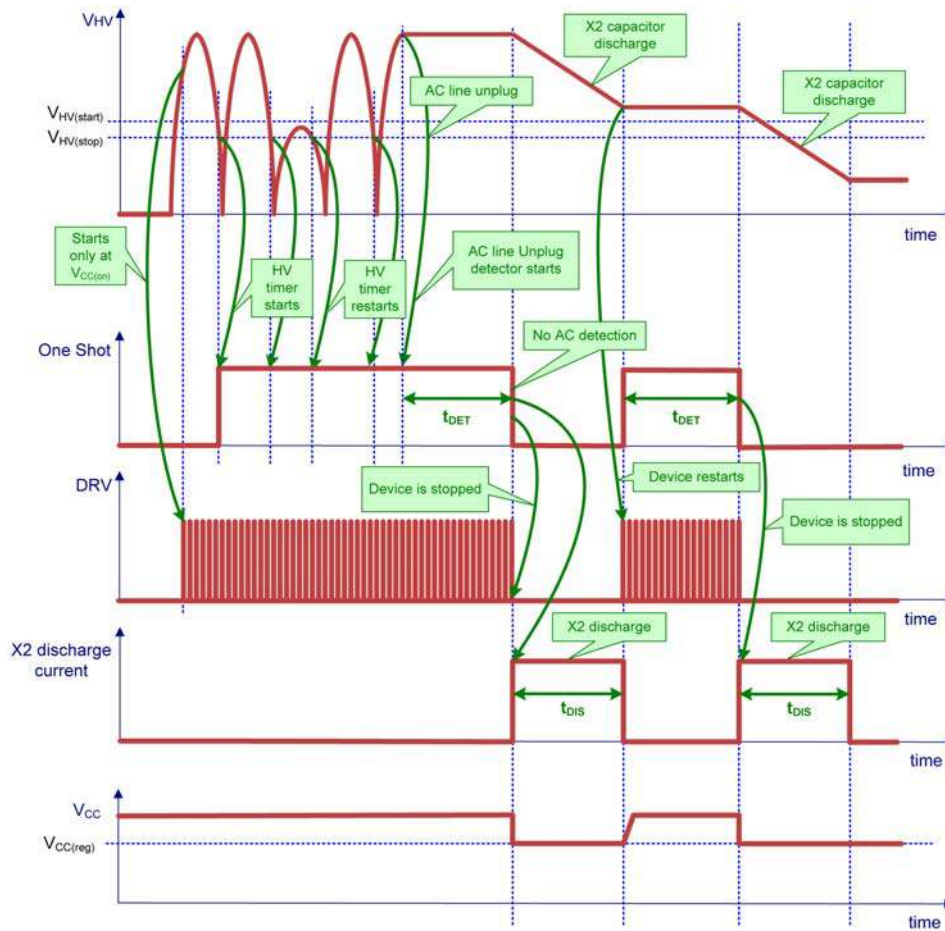 VHV
X2 capacitor
discharge
AC line unplug
X2 capacitor
discharge
VHV(start)
VHV(stop)
time
Starts
only at
VCC(on)
HV
timer
starts
HV
timer
restarts
AC line Unplug
detector starts
No AC detection
One Shot
tDET
tDET
time
DRV
Device is stopped
Device restarts
Device is stopped
time
X2 discharge
current
X2 discharge
X2 discharge
tDIS
tDIS
time
VCC
VCC(reg)
time